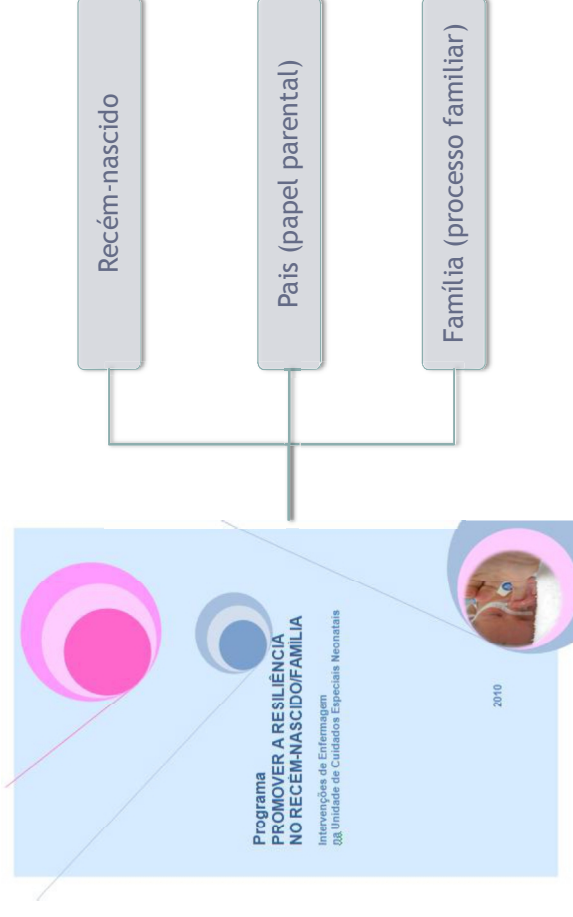 Programa
PROMOVER A RESILIÊNCIA
NO RECÉM-NASCIDO/FAMÍLIA
Intervenções de Enfermagem
na Unidade de Cuidados Especiais Neonatais
2010
Recém-nascido
Pais (papel parental)
Família (processo familiar)